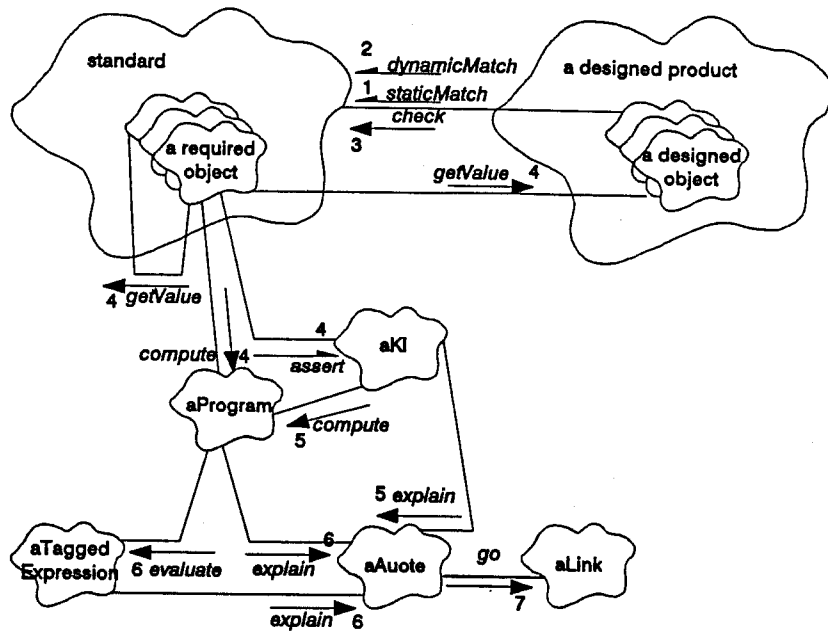 standard
2
dynamicMatch
1
staticMatch
check
3
a designed product
a required
object
a designed
object
getValue 4
4 getValue
compute 4
4
assert
aKI
aProgram
5 compute
5 explain
aTagged
Expression
6 evaluate
explain
6
aAuote
go
7
aLink
explain 6